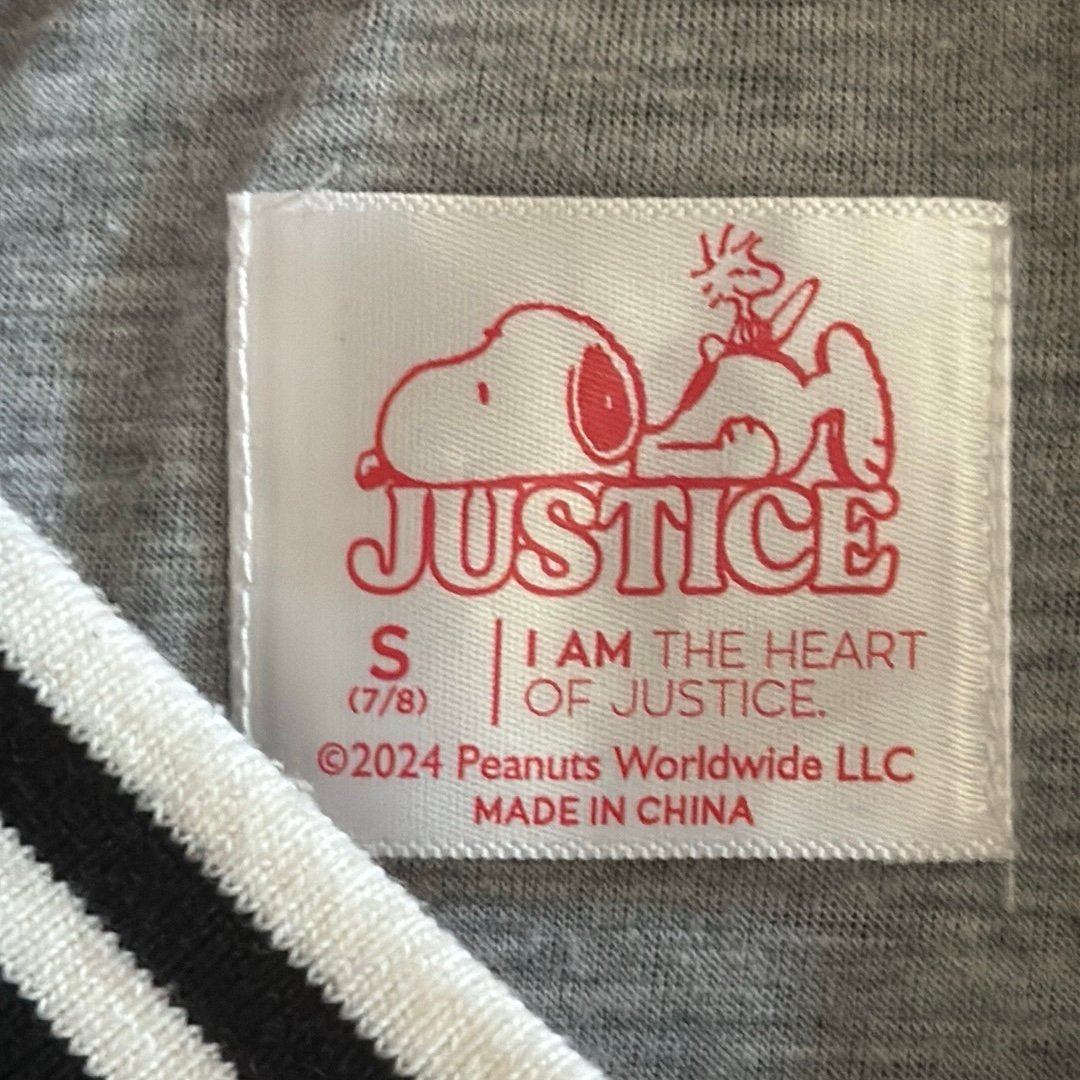 JUSTICE
S
(7/8)
I AM THE HEART
OF JUSTICE.
©2024 Peanuts Worldwide LLC
MADE IN CHINA